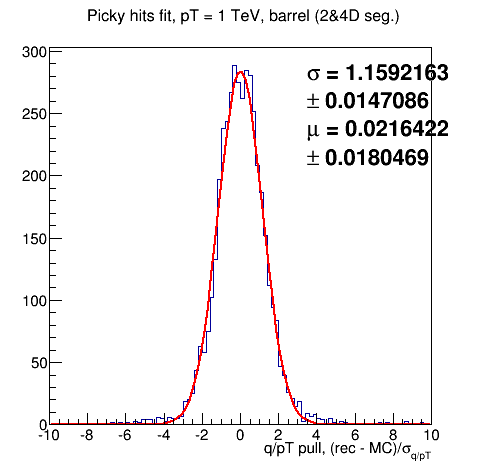 Picky hits fit, pT = 1 TeV, barrel (2&4D seg.)
σ = 1.1592163
± 0.0147086
μ = 0.0216422
± 0.0180469
300
250
200
150
100
50
0
-10 -8 -6 -4 -2 0 2 4 6 8 10
q/pT pull, (rec - MC)/σq/pT